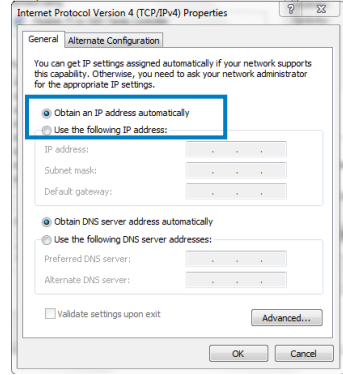 Internet Protocol Version 4 (TCP/IPv4) Properties
General
Alternate Configuration
You can get IP settings assigned automatically if your network supports
this capability. Otherwise, you need to ask your network administrator
for the appropriate IP settings.
Obtain an IP address automatically
Use the following IP address:
IP address:
Subnet mask:
Default gateway:
Obtain DNS server address automatically
Use the following DNS server addresses:
Preferred DNS server:
Alternate DNS server:
Validate settings upon exit
Advanced...
OK
Cancel